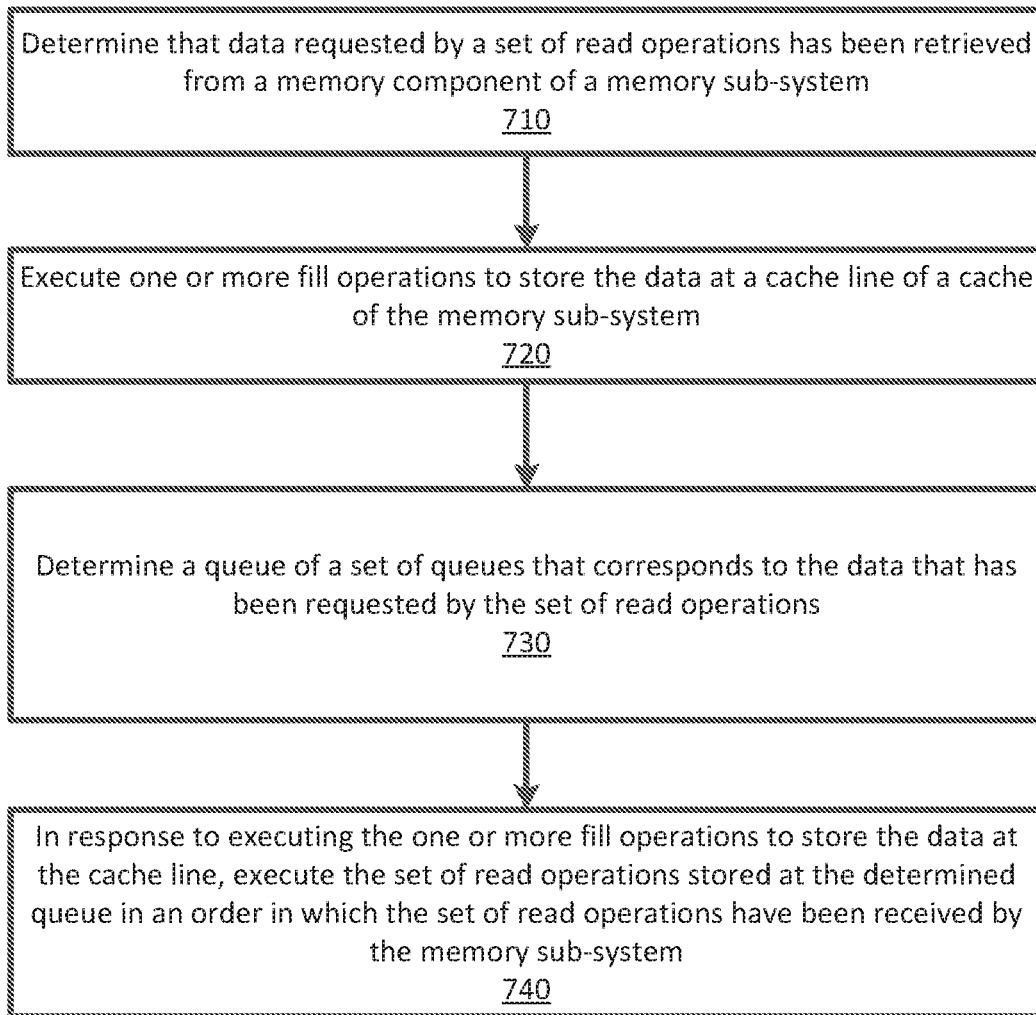 Determine that data requested by a set of read operations has been retrieved
from a memory component of a memory sub-system
710
Execute one or more fill operations to store the data at a cache line of a cache
of the memory sub-system
720
Determine a queue of a set of queues that corresponds to the data that has
been requested by the set of read operations
730
In response to executing the one or more fill operations to store the data at
the cache line, execute the set of read operations stored at the determined
queue in an order in which the set of read operations have been received by
the memory sub-system
740